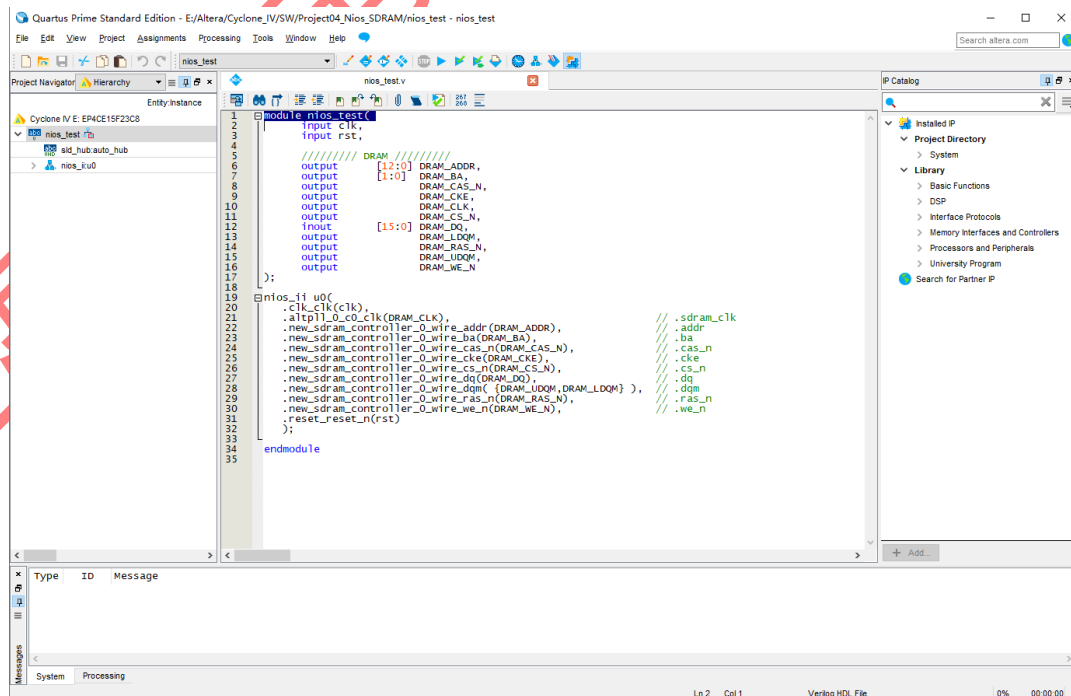 Quartus Prime Standard Edition - E:/Altera/Cyclone_IV/SW/Project04_Nios_SDRAM/nios_test - nios_test
File Edit View Project Assignments Processing Tools Window Help
Search altera.com
nios_test
Project Navigator Hierarchy
nios_test.v
IP Catalog
Entity:Instance
Cyclone IV E: EP4CE15F23C8
nios_test
sld_hub:auto_hub
nios_ii:u0
267
268
1 module nios_test(
2 input clk,
3 input rst,
4
5 ///////// DRAM /////////
6 output [12:0] DRAM_ADDR,
7 output [1:0] DRAM_BA,
8 output DRAM_CAS_N,
9 output DRAM_CKE,
10 output DRAM_CLK,
11 output DRAM_CS_N,
12 inout [15:0] DRAM_DQ,
13 output DRAM_LDQM,
14 output DRAM_RAS_N,
15 output DRAM_UDQM,
16 output DRAM_WE_N
17 );
18
19 nios_ii u0(
20 .clk_clk(clk),
21 .altpll_0_c0_clk(DRAM_CLK), // .sdram_clk
22 .new_sdram_controller_0_wire_addr(DRAM_ADDR), // .addr
23 .new_sdram_controller_0_wire_ba(DRAM_BA), // .ba
24 .new_sdram_controller_0_wire_cas_n(DRAM_CAS_N), // .cas_n
25 .new_sdram_controller_0_wire_cke(DRAM_CKE), // .cke
26 .new_sdram_controller_0_wire_cs_n(DRAM_CS_N), // .cs_n
27 .new_sdram_controller_0_wire_dq(DRAM_DQ), // .dq
28 .new_sdram_controller_0_wire_dqm( {DRAM_UDQM,DRAM_LDQM} ), // .dqm
29 .new_sdram_controller_0_wire_ras_n(DRAM_RAS_N), // .ras_n
30 .new_sdram_controller_0_wire_we_n(DRAM_WE_N), // .we_n
31 .reset_reset_n(rst)
32 );
33
34 endmodule
35
Installed IP
Project Directory
System
Library
Basic Functions
DSP
Interface Protocols
Memory Interfaces and Controllers
Processors and Peripherals
University Program
Search for Partner IP
+ Add...
Type ID Message
Messages
System Processing
Ln 2 Col 1 Verilog HDL File 0% 00:00:00